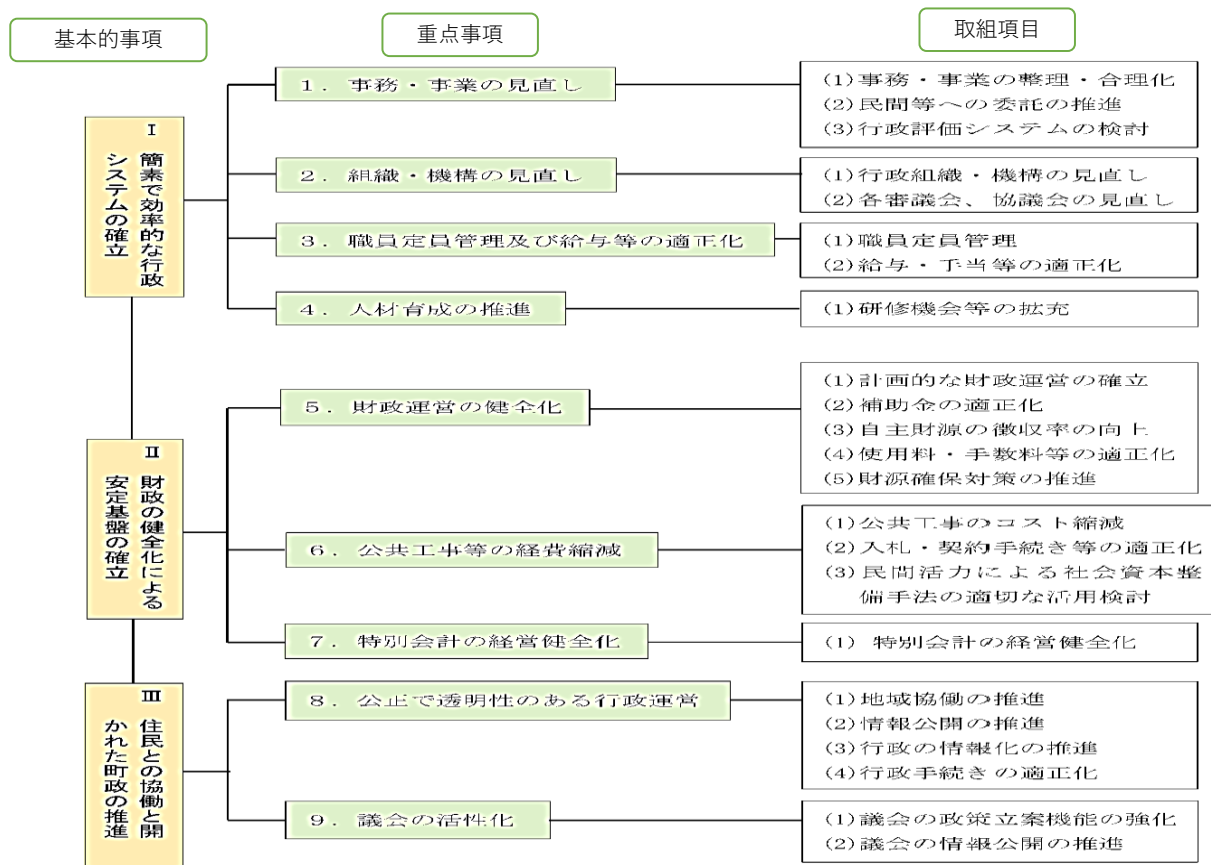 基本的事項
重点事項
取組項目
Ⅰ
簡素で効率的な行政
システムの確立
1．事務・事業の見直し
(1)事務・事業の整理・合理化
(2)民間等への委託の推進
(3)行政評価システムの検討
2．組織・機構の見直し
(1)行政組織・機構の見直し
(2)各審議会、協議会の見直し
3．職員定員管理及び給与等の適正化
(1)職員定員管理
(2)給与・手当等の適正化
4．人材育成の推進
(1)研修機会等の拡充
Ⅱ
財政の健全化による
安定基盤の確立
5．財政運営の健全化
(1)計画的な財政運営の確立
(2)補助金の適正化
(3)自主財源の徴収率の向上
(4)使用料・手数料等の適正化
(5)財源確保対策の推進
6．公共工事等の経費縮減
(1)公共工事のコスト縮減
(2)入札・契約手続き等の適正化
(3)民間活力による社会資本整
備手法の適切な活用検討
7．特別会計の経営健全化
(1) 特別会計の経営健全化
Ⅲ
住民との協働と開
かれた町政の推進
8．公正で透明性のある行政運営
(1)地域協働の推進
(2)情報公開の推進
(3)行政の情報化の推進
(4)行政手続きの適正化
9．議会の活性化
(1)議会の政策立案機能の強化
(2)議会の情報公開の推進